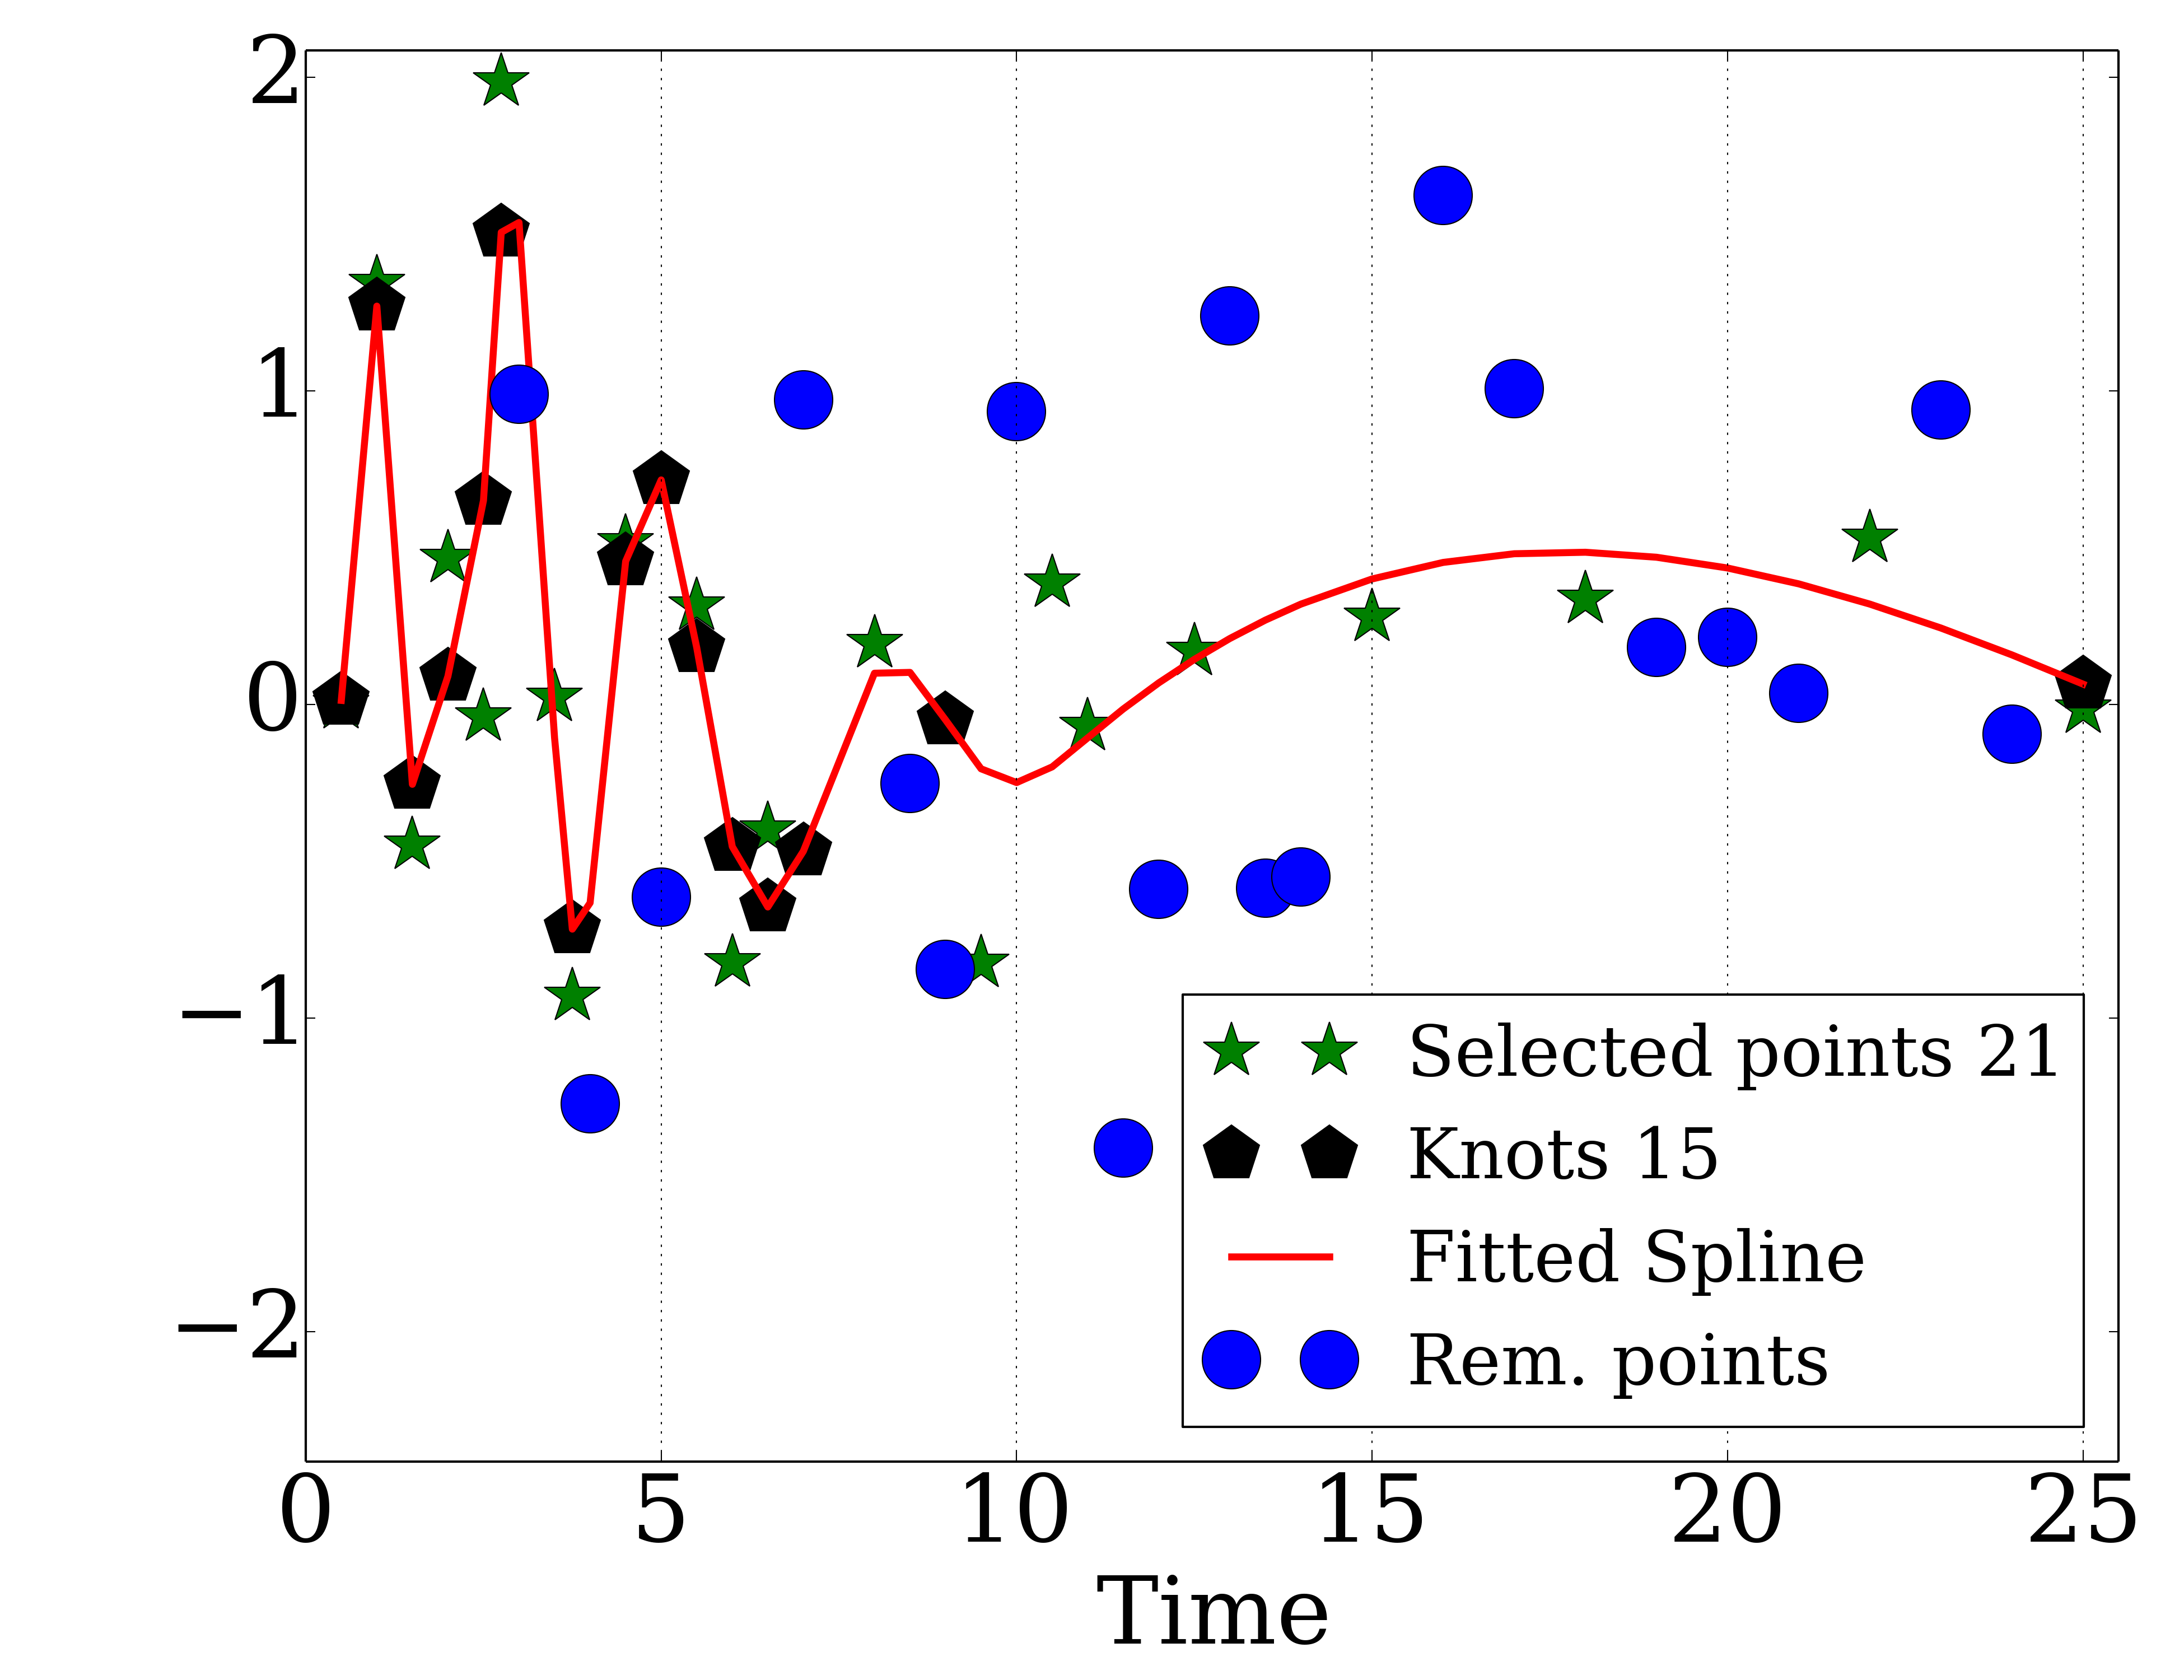 2
1
0
−1
−2
0 5 10 15 20 25
Time
Selected points 21
Knots 15
Fitted Spline
Rem. points